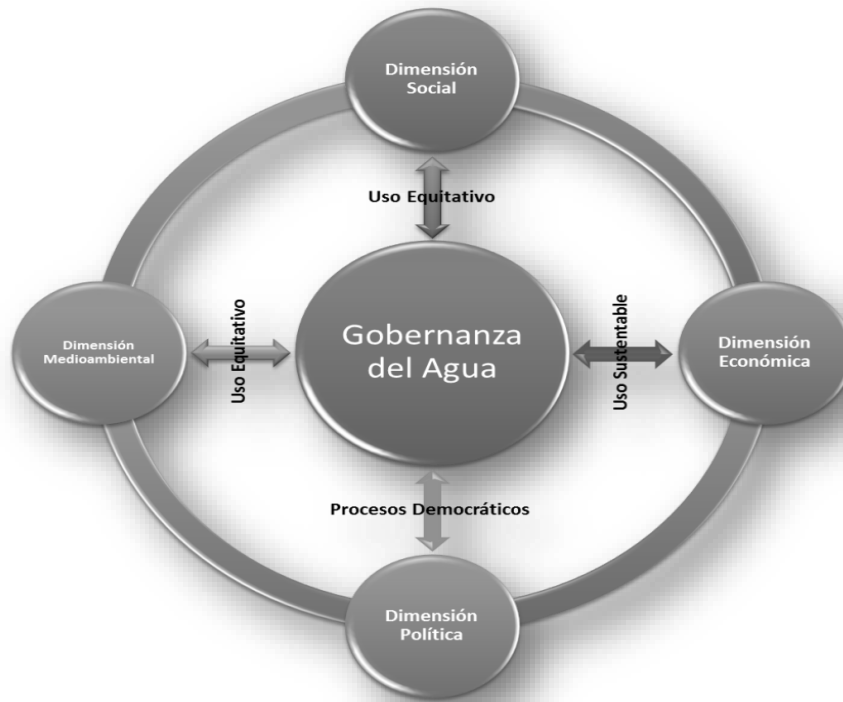 Dimensión
Social
Uso Equitativo
Dimensión
Medioambiental
Uso Equitativo
Gobernanza
del Agua
Uso Sustentable
Dimensión
Económica
Procesos Democráticos
Dimensión
Política